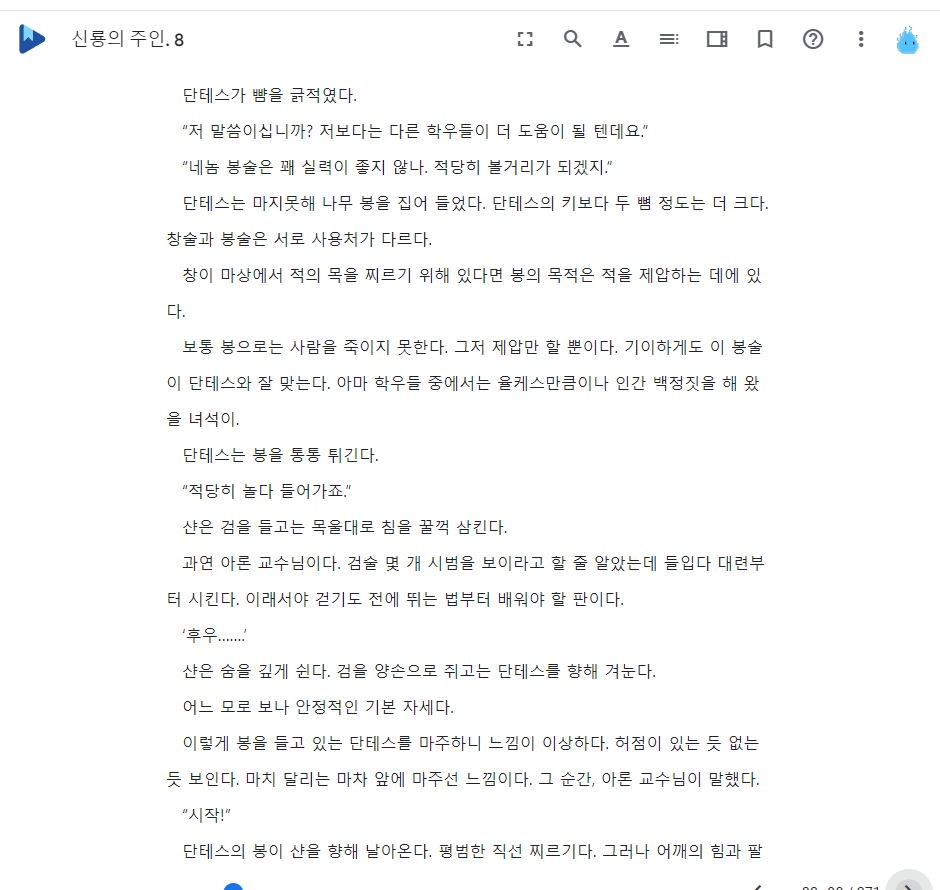 신룡의 주인. 8
단테스가 뺨을 긁적였다.
“저 말씀이십니까? 저보다는 다른 학우들이 더 도움이 될 텐데요.”
“네놈 봉술은 꽤 실력이 좋지 않나. 적당히 볼거리가 되겠지.”
단테스는 마지못해 나무 봉을 집어 들었다. 단테스의 키보다 두 뼘 정도는 더 크다.
창술과 봉술은 서로 사용처가 다르다.
창이 마상에서 적의 목을 찌르기 위해 있다면 봉의 목적은 적을 제압하는 데에 있
다.
보통 봉으로는 사람을 죽이지 못한다. 그저 제압만 할 뿐이다. 기이하게도 이 봉술
이 단테스와 잘 맞는다. 아마 학우들 중에서는 율케스만큼이나 인간 백정짓을 해 왔
을 녀석이.
단테스는 봉을 통통 튀긴다.
“적당히 놀다 들어가죠.”
샨은 검을 들고는 목울대로 침을 꿀꺽 삼킨다.
과연 아론 교수님이다. 검술 몇 개 시범을 보이라고 할 줄 알았는데 들입다 대련부
터 시킨다. 이래서야 걷기도 전에 뛰는 법부터 배워야 할 판이다.
‘후우…….’
샨은 숨을 깊게 쉰다. 검을 양손으로 쥐고는 단테스를 향해 겨눈다.
어느 모로 보나 안정적인 기본 자세다.
이렇게 봉을 들고 있는 단테스를 마주하니 느낌이 이상하다. 허점이 있는 듯 없는
듯 보인다. 마치 달리는 마차 앞에 마주선 느낌이다. 그 순간, 아론 교수님이 말했다.
“시작!”
단테스의 봉이 샨을 향해 날아온다. 평범한 직선 찌르기다. 그러나 어깨의 힘과 팔